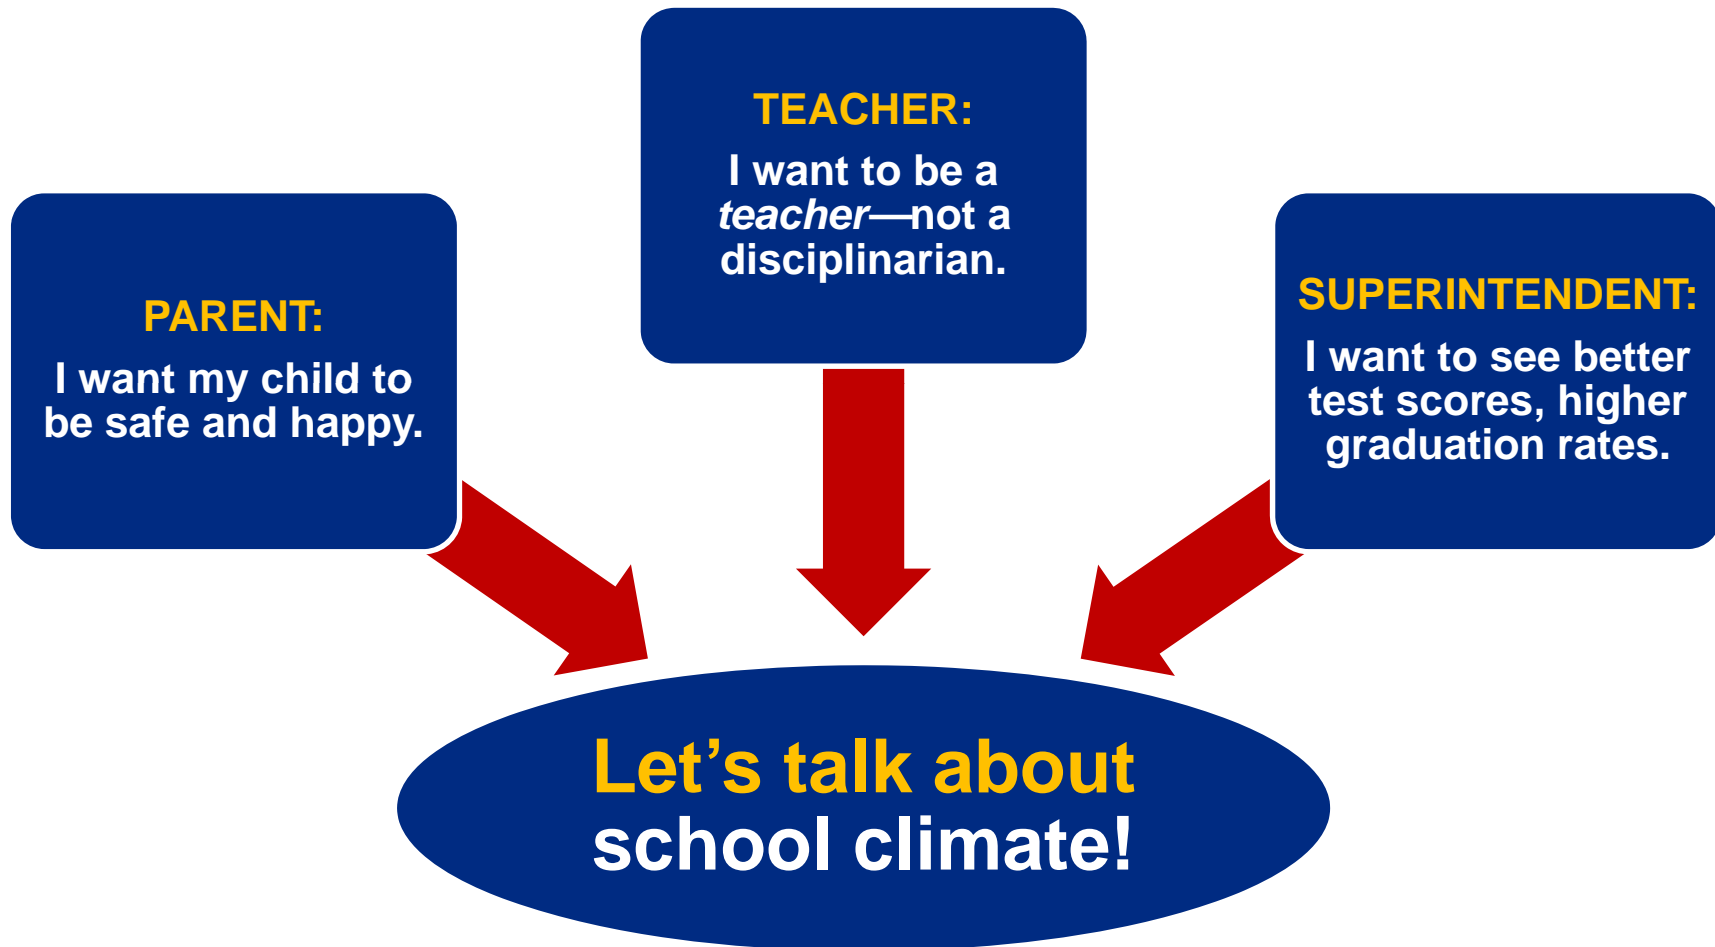 TEACHER:
I want to be a
teacher—not a
disciplinarian.
PARENT:
I want my child to
be safe and happy.
SUPERINTENDENT:
I want to see better
test scores, higher
graduation rates.
Let’s talk about
school climate!